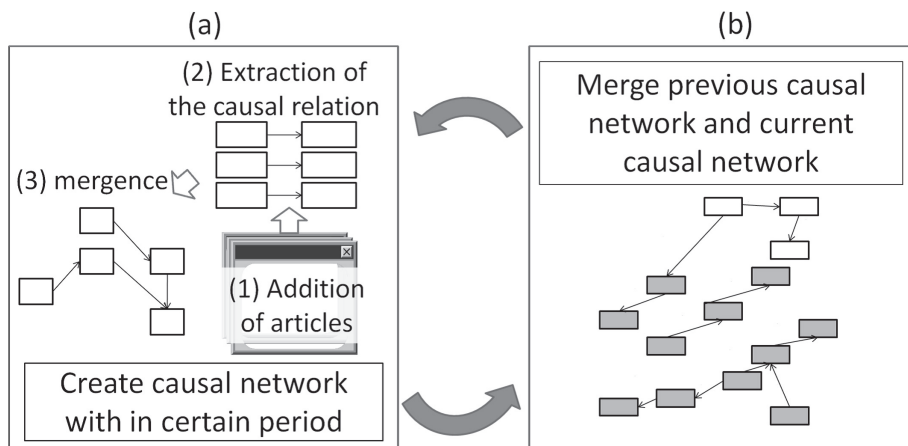 (a)
(2) Extraction of
the causal relation
(3) mergence
(1) Addition
of articles
Create causal network
with in certain period
(b)
Merge previous causal
network and current
causal network